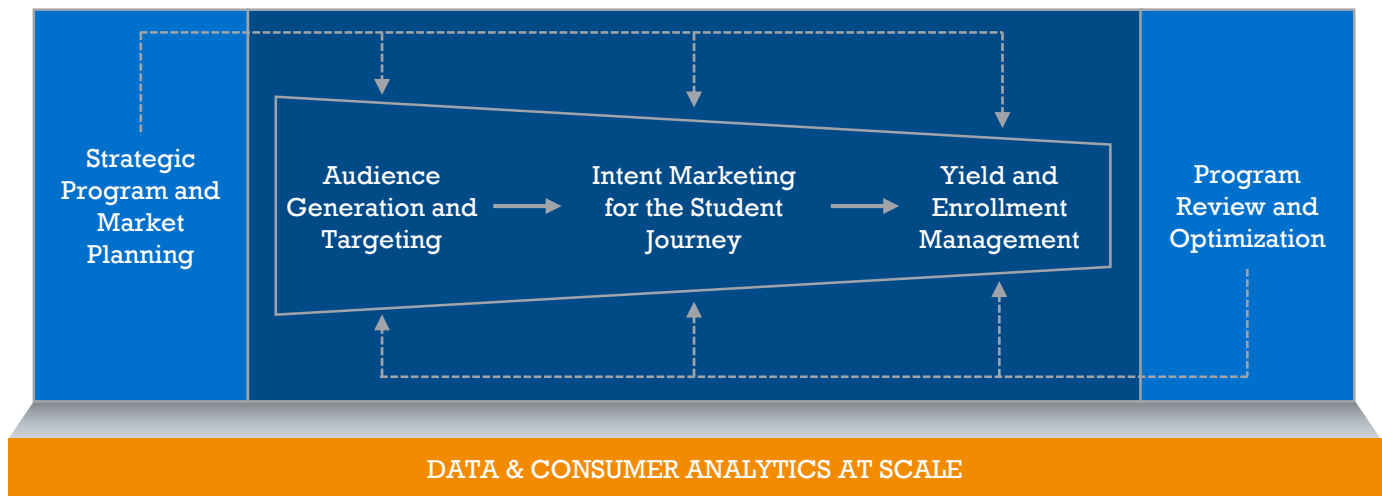 Strategic
Program and
Market
Planning
Audience
Generation and
Targeting
Intent Marketing
for the Student
Journey
Yield and
Enrollment
Management
Program
Review and
Optimization
DATA & CONSUMER ANALYTICS AT SCALE